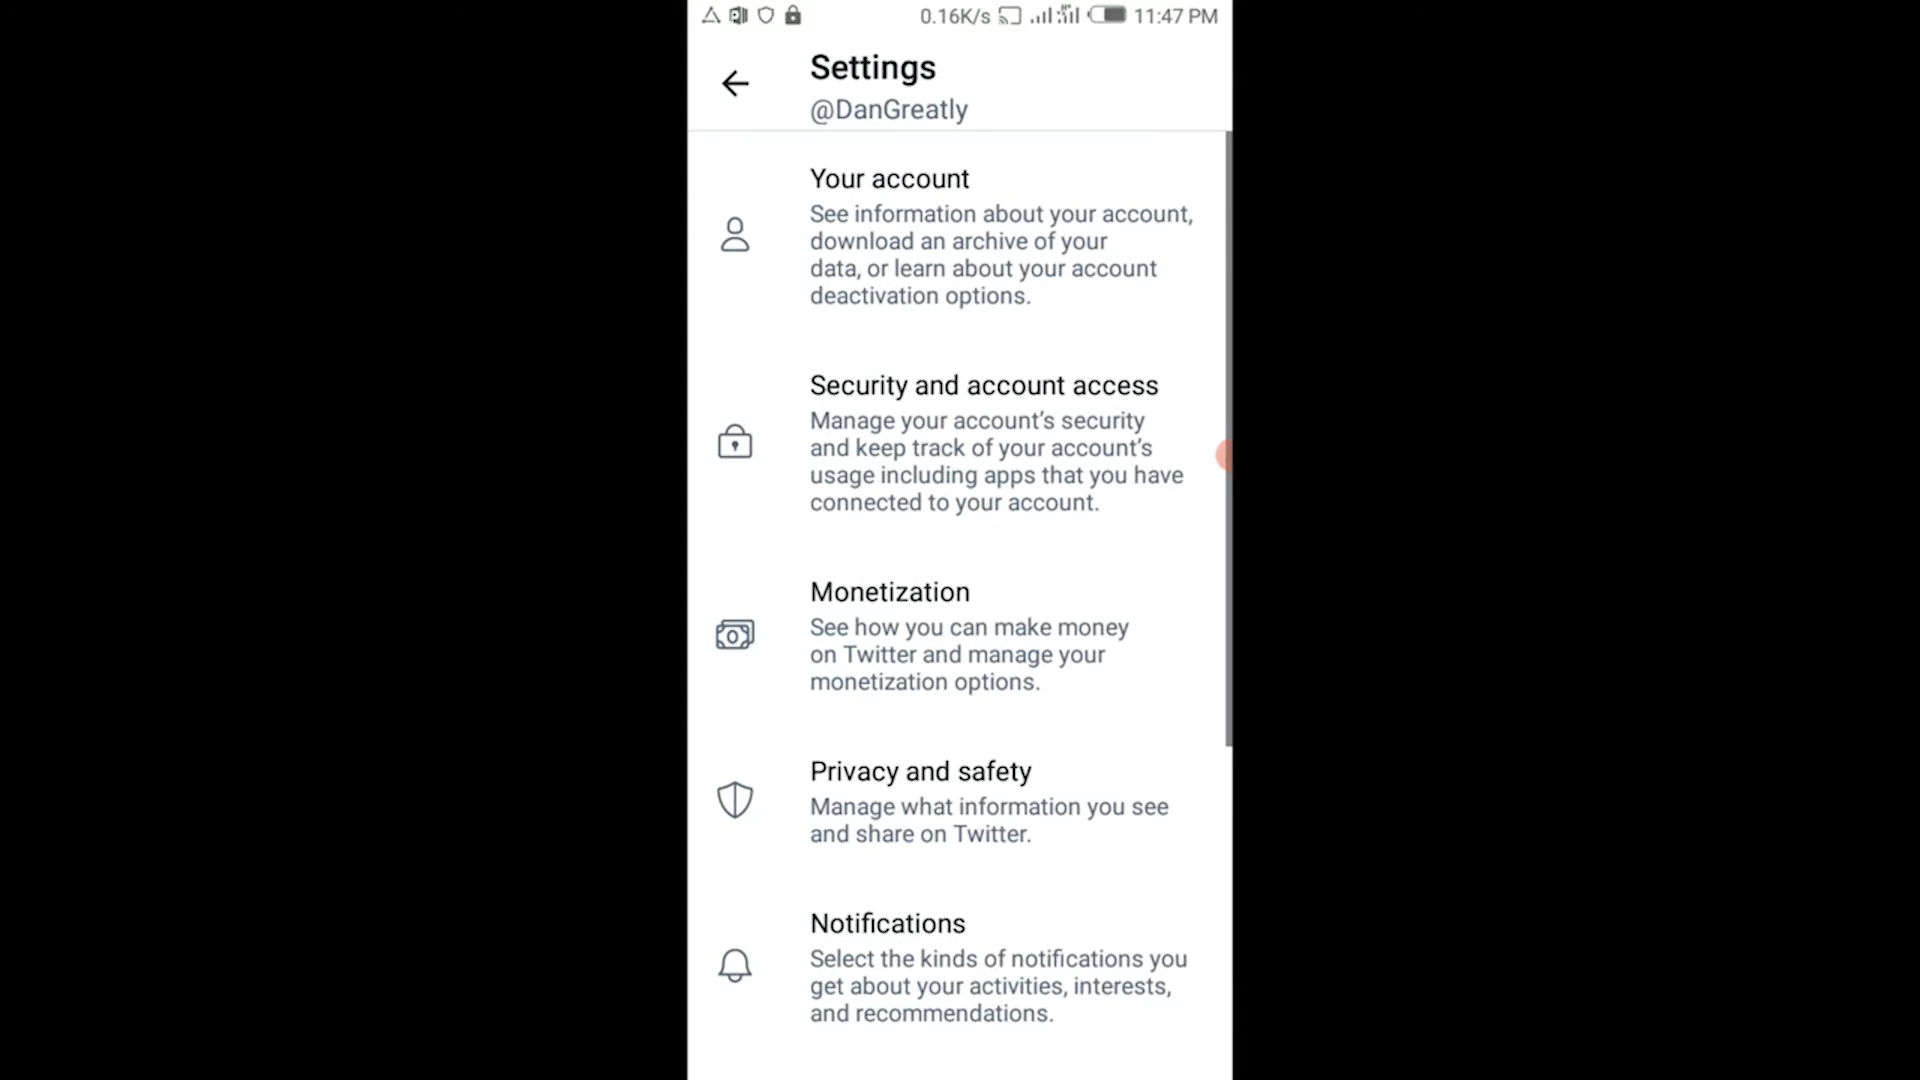 0.16K/s 11:47 PM
Settings
@DanGreatly
Your account
See information about your account,
download an archive of your
data, or learn about your account
deactivation options.
Security and account access
Manage your account’s security
and keep track of your account’s
usage including apps that you have
connected to your account.
Monetization
See how you can make money
on Twitter and manage your
monetization options.
Privacy and safety
Manage what information you see
and share on Twitter.
Notifications
Select the kinds of notifications you
get about your activities, interests,
and recommendations.